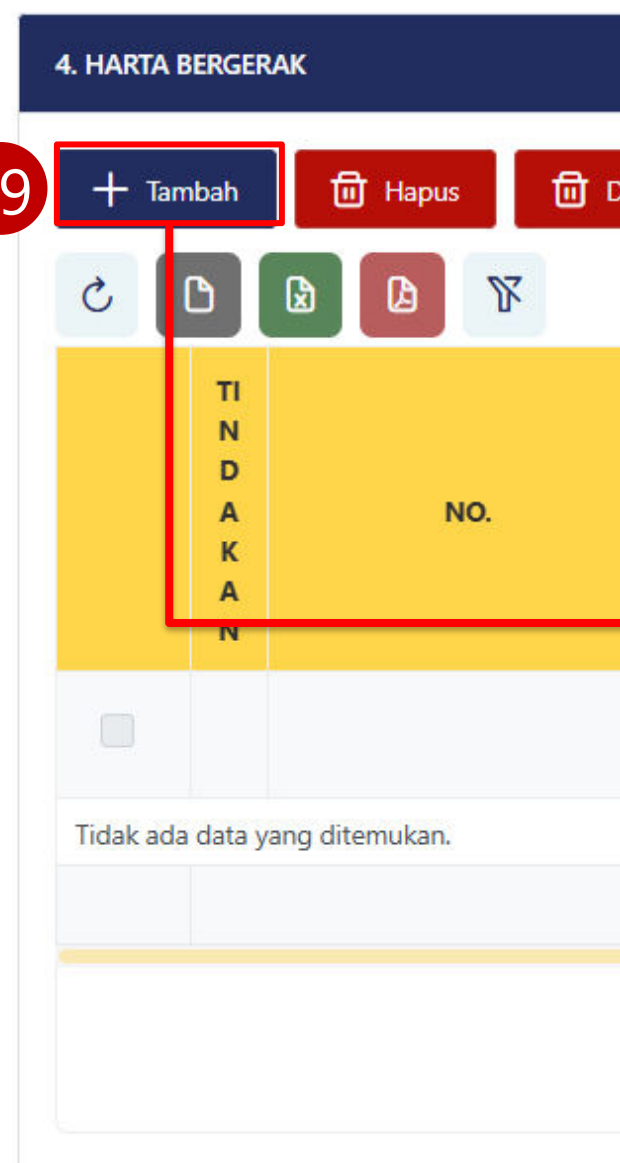 4. HARTA BERGERAK
9
Tambah
Hapus
D
TI
N
D
A
K
A
N
NO.
Tidak ada data yang ditemukan.